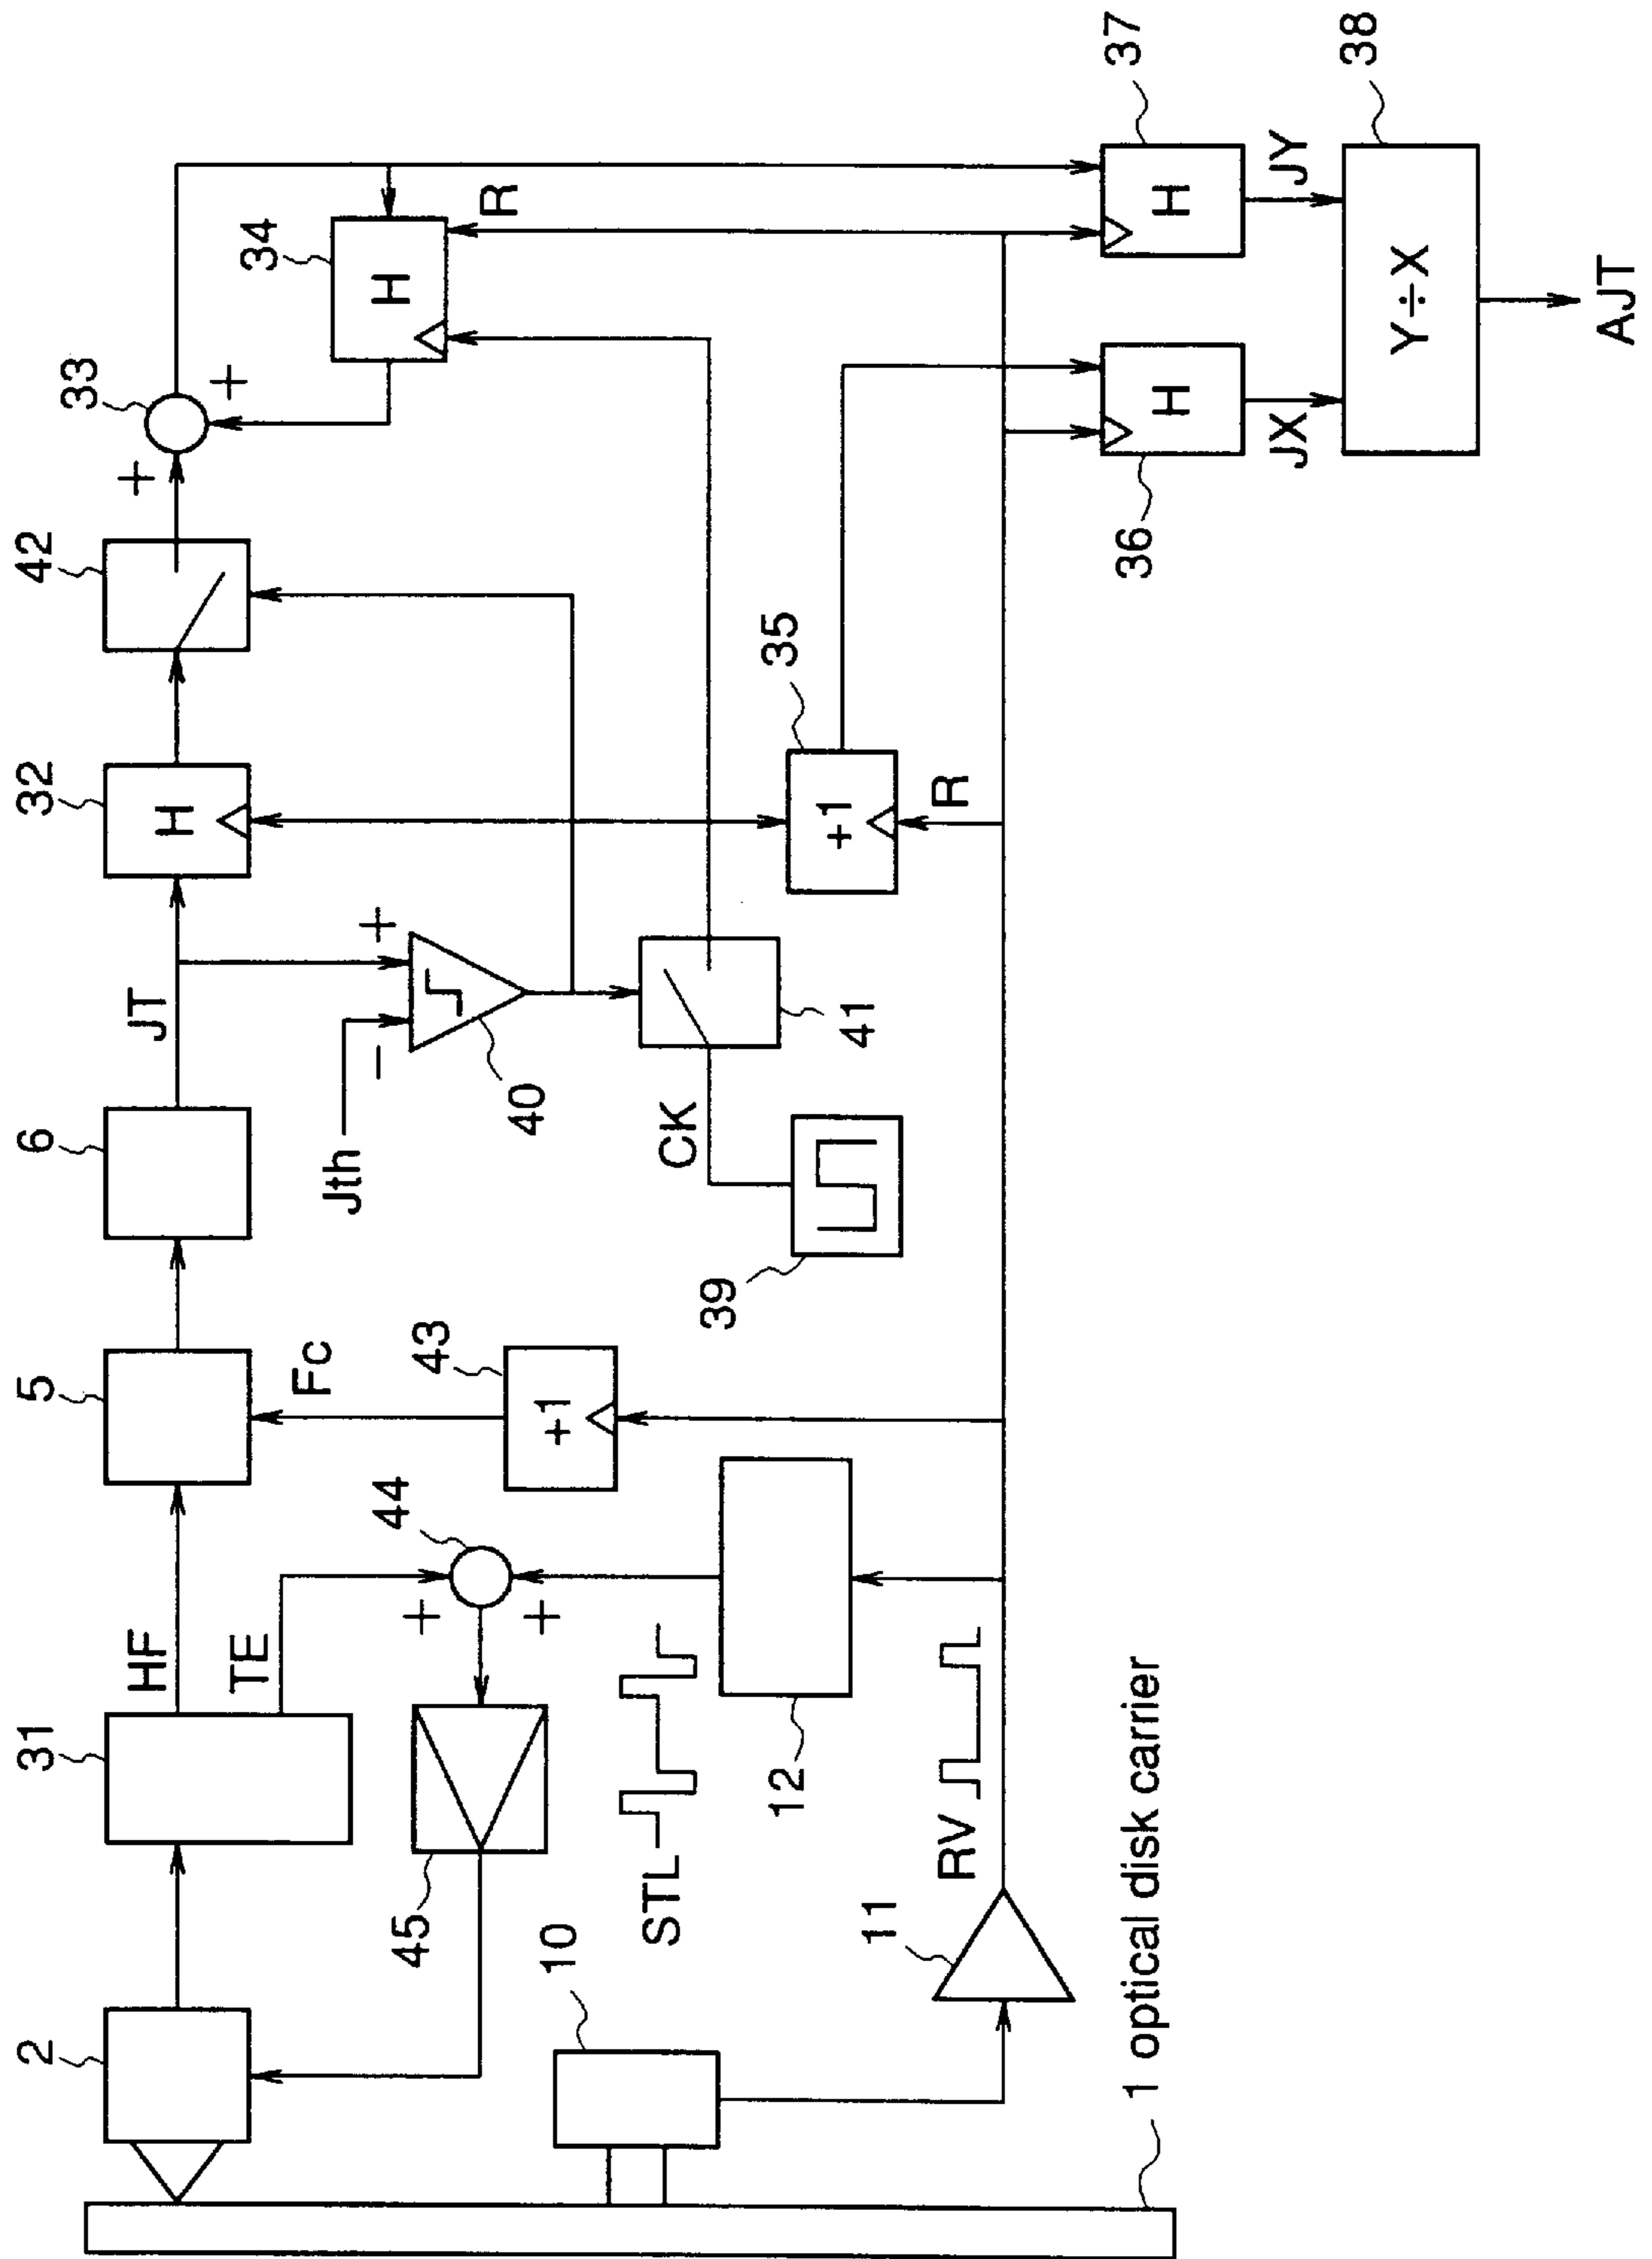 2
31
HF
TE
5
Fc
6
JT
32
H
42
33
+
+
34
H
R
45
44
+
+
43
+1
Jth
−
+
40
STL
12
10
CK
41
39
35
+1
R
11
RV
1 optical disk carrier
36
H
37
H
JX
JY
38
Y÷X
AJT